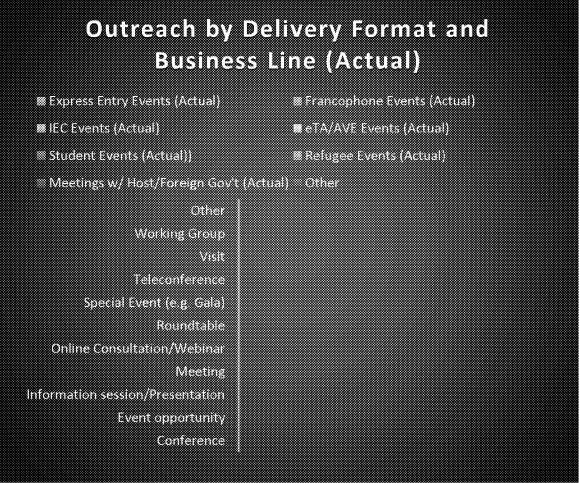 Outreach by Delivery Format and
Business Line (Actual)
Express Entry Events (Actual)
Francophone Events (Actual)
IEC Events (Actual)
eTA/AVE Events (Actual)
Student Events (Actual))
Refugee Events (Actual)
Meetings w/ Host/Foreign Gov't (Actual)
Other
Other
Working Group
Visit
Teleconference
Special Event (e.g. Gala)
Roundtable
Online Consultation/Webinar
Meeting
Information session/Presentation
Event opportunity
Conference